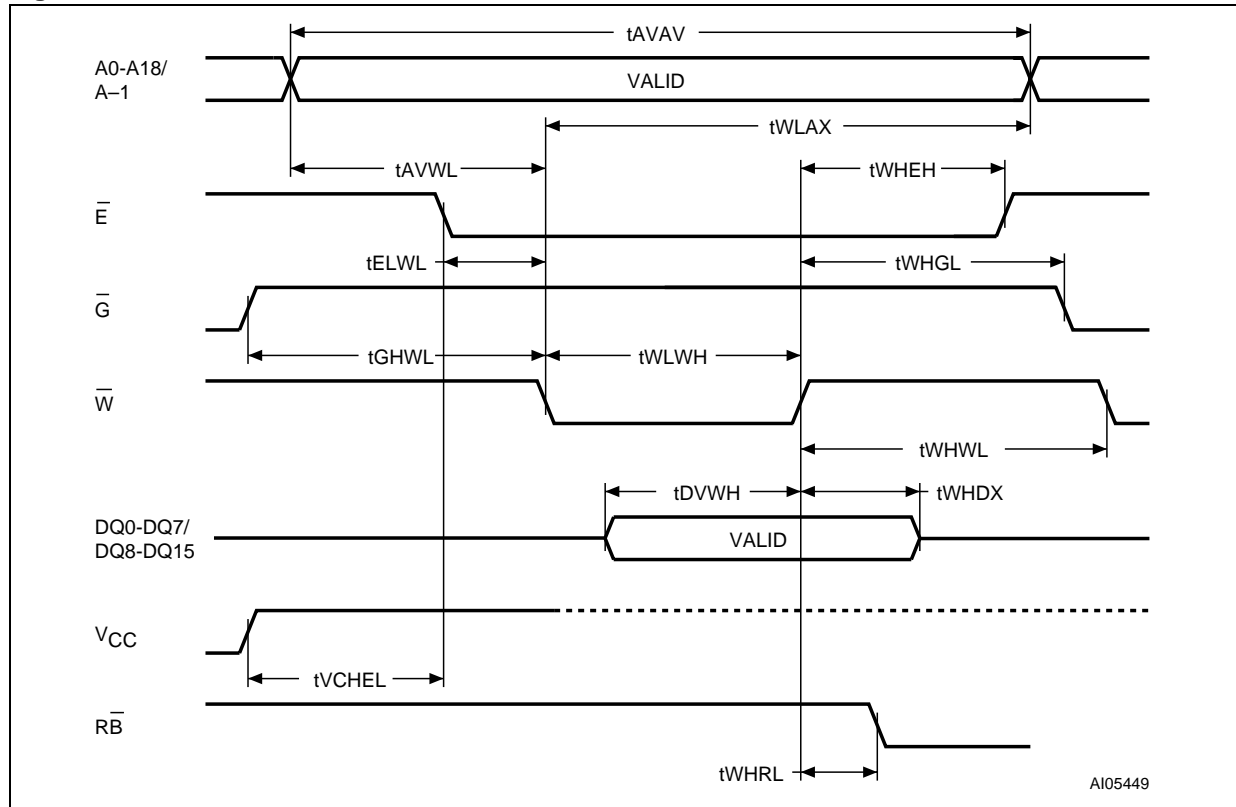 tAVAV
A0-A18/
A–1
VALID
tWLAX
tAVWL
tWHEH
E̅
tELWL
tWHGL
G̅
tGHWL
tWLWH
W̅
tWHWL
tDVWH
tWHDX
DQ0-DQ7/
DQ8-DQ15
VALID
VCC
tVCHEL
RB̅
tWHRL
AI05449